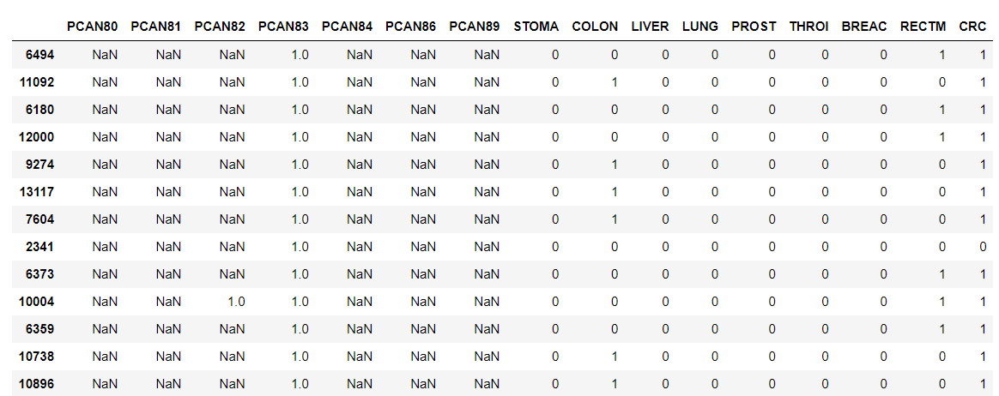 PCAN80 PCAN81 PCAN82 PCAN83 PCAN84 PCAN86 PCAN89 STOMA COLON LIVER LUNG PROST THROI BREAC RECTM CRC
6494 NaN NaN NaN 1.0 NaN NaN NaN 0 0 0 0 0 0 0 1 1
11092 NaN NaN NaN 1.0 NaN NaN NaN 0 1 0 0 0 0 0 0 1
6180 NaN NaN NaN 1.0 NaN NaN NaN 0 0 0 0 0 0 0 1 1
12000 NaN NaN NaN 1.0 NaN NaN NaN 0 0 0 0 0 0 0 1 1
9274 NaN NaN NaN 1.0 NaN NaN NaN 0 1 0 0 0 0 0 0 1
13117 NaN NaN NaN 1.0 NaN NaN NaN 0 1 0 0 0 0 0 0 1
7604 NaN NaN NaN 1.0 NaN NaN NaN 0 1 0 0 0 0 0 0 1
2341 NaN NaN NaN 1.0 NaN NaN NaN 0 0 0 0 0 0 0 0 0
6373 NaN NaN NaN 1.0 NaN NaN NaN 0 0 0 0 0 0 0 1 1
10004 NaN NaN 1.0 1.0 NaN NaN NaN 0 0 0 0 0 0 0 1 1
6359 NaN NaN NaN 1.0 NaN NaN NaN 0 0 0 0 0 0 0 1 1
10738 NaN NaN NaN 1.0 NaN NaN NaN 0 1 0 0 0 0 0 0 1
10896 NaN NaN NaN 1.0 NaN NaN NaN 0 1 0 0 0 0 0 0 1